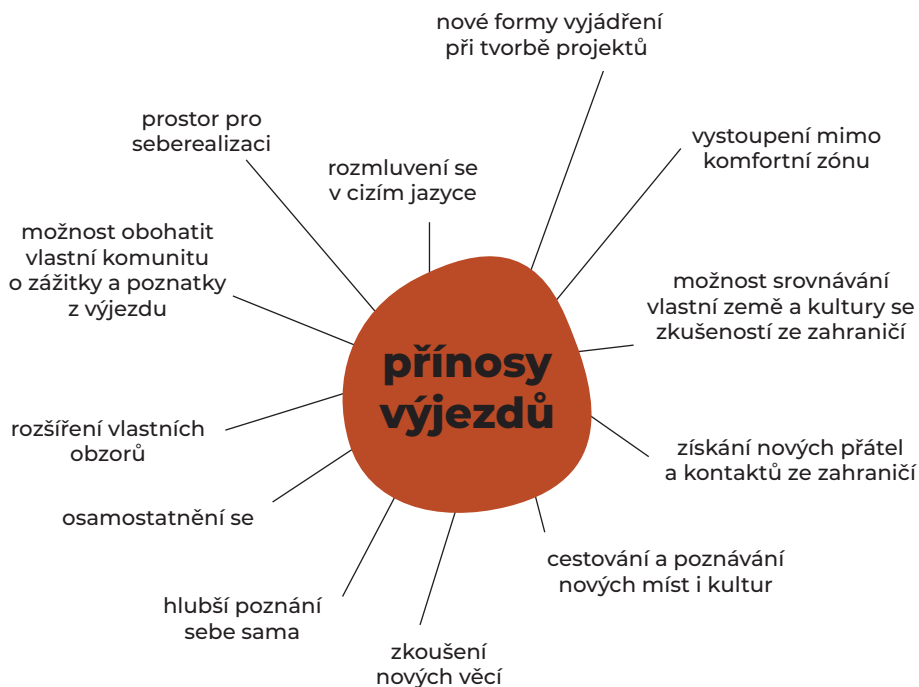 nové formy vyjádření
při tvorbě projektů
prostor pro
seberealizaci
vystoupení mimo
komfortní zónu
rozmluvení se
v cizím jazyce
možnost obohatit
vlastní komunitu
o zážitky a poznatky
z výjezdu
možnost srovnávání
vlastní země a kultury se
zkušeností ze zahraničí
přínosy
výjezdů
rozšíření vlastních
obzorů
získání nových přátel
a kontaktů ze zahraničí
osamostatnění se
cestování a poznávání
nových míst i kultur
hlubší poznání
sebe sama
zkoušení
nových věcí